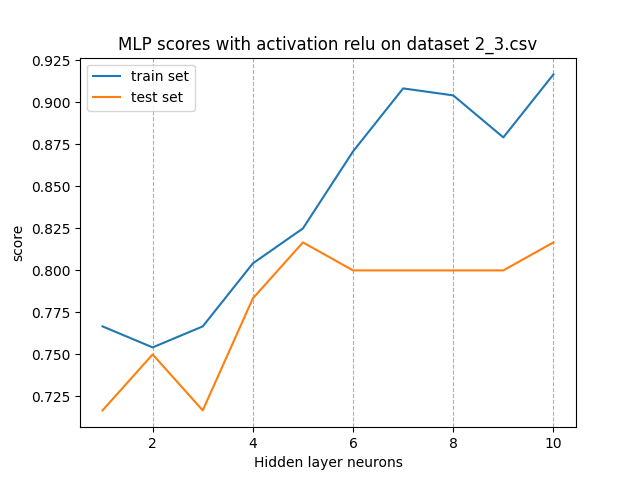 MLP scores with activation relu on dataset 2_3.csv
train set
test set
0.925
0.900
0.875
0.850
0.825
0.800
0.775
0.750
0.725
score
2 4 6 8 10
Hidden layer neurons